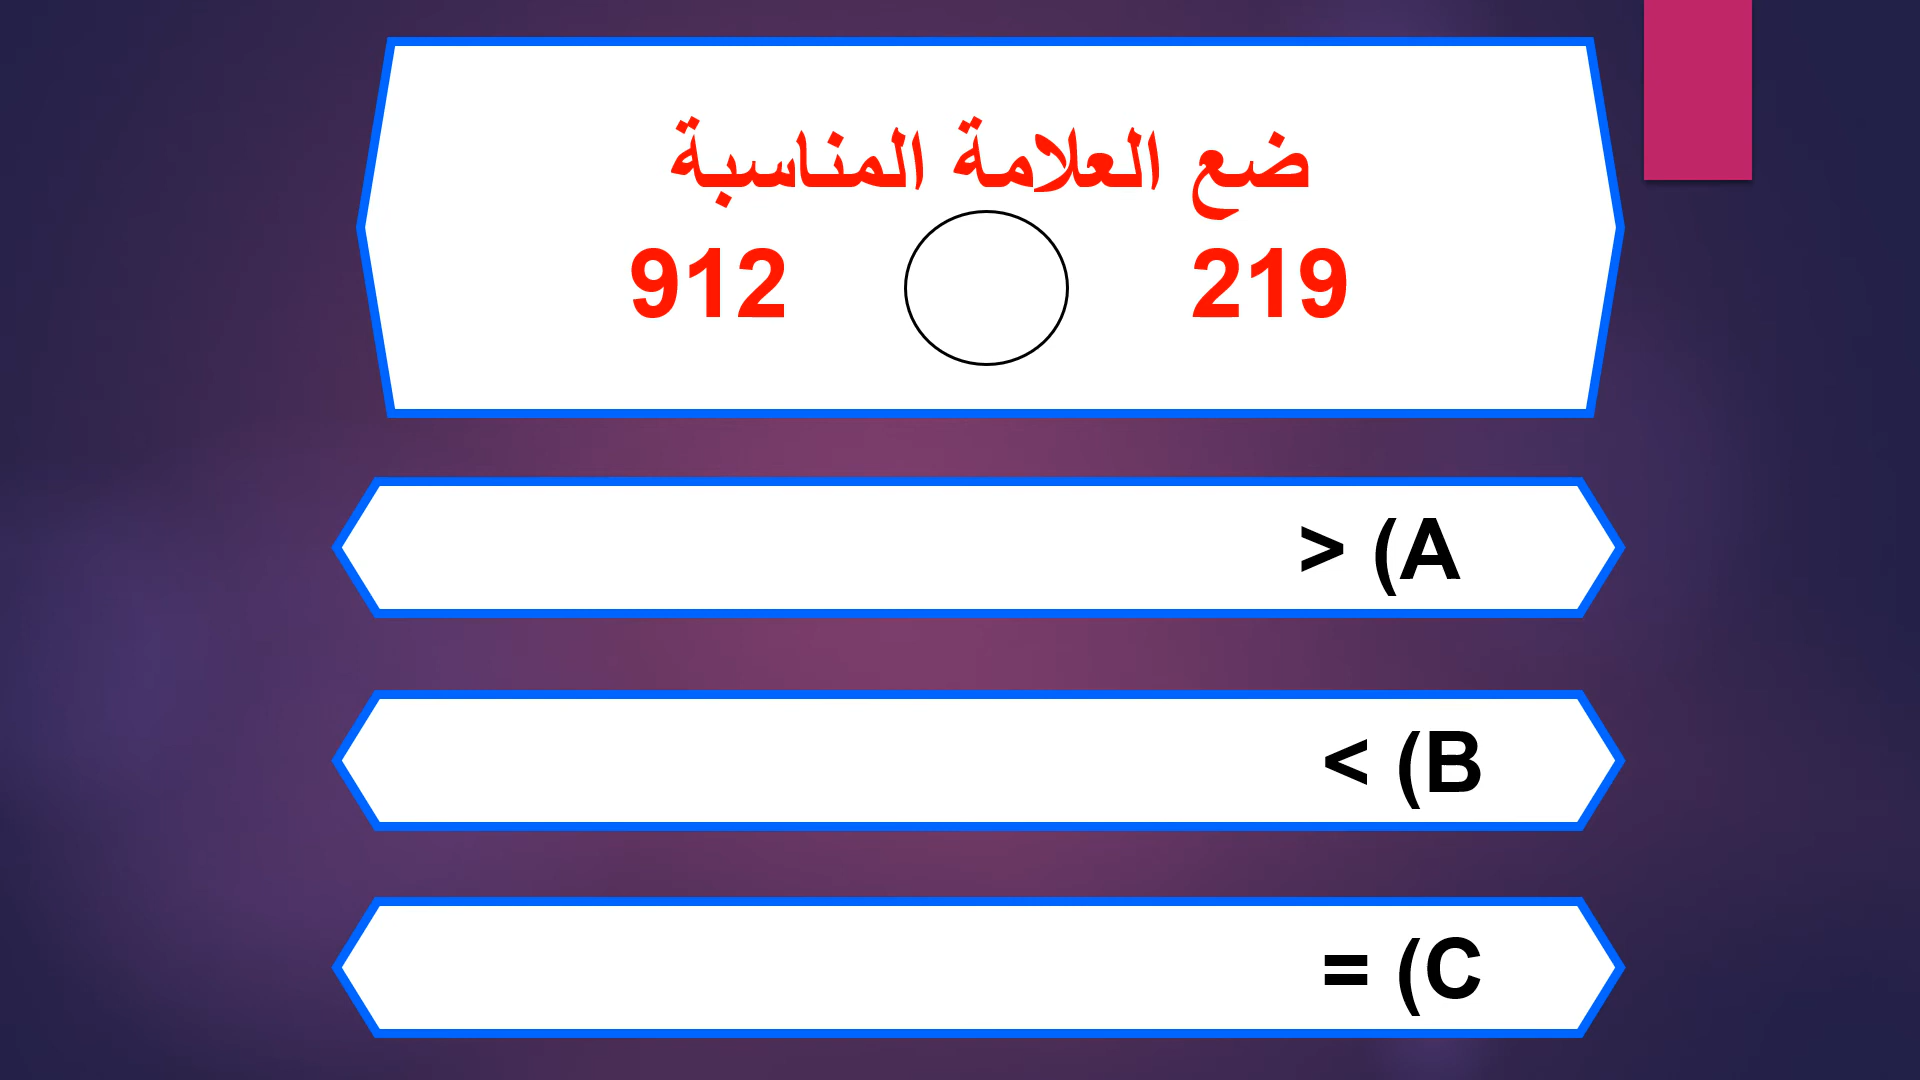 ضع العلامة المناسبة
219 912
A) >
B) <
C) =